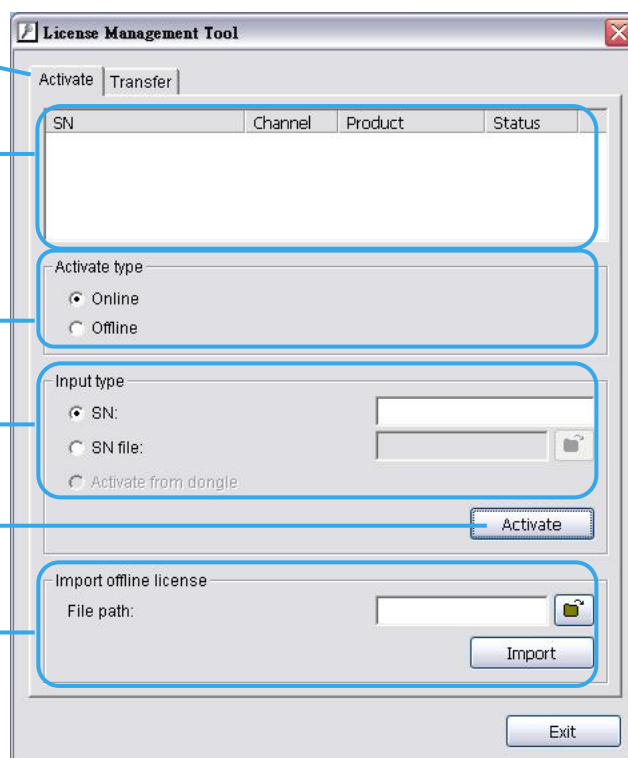 License Management Tool
Activate Transfer
SN Channel Product Status
Activate type
Online
Offline
Input type
SN:
SN file:
Activate from dongle
Activate
Import offline license
File path:
Import
Exit